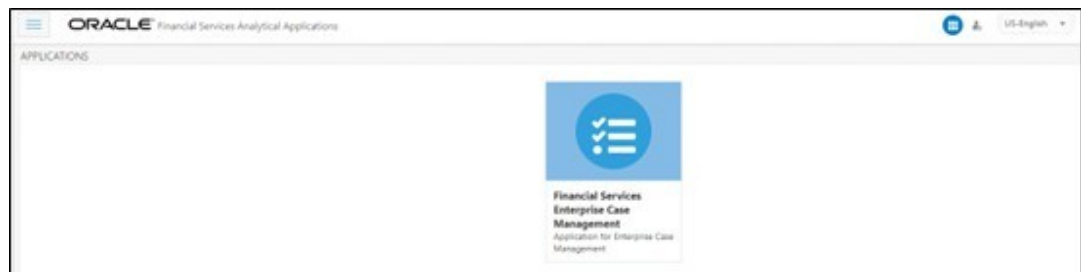 ORACLE Financial Services Analytical Applications
US-English
APPLICATIONS
Financial Services
Enterprise Case
Management
Application for Enterprise Case
Management